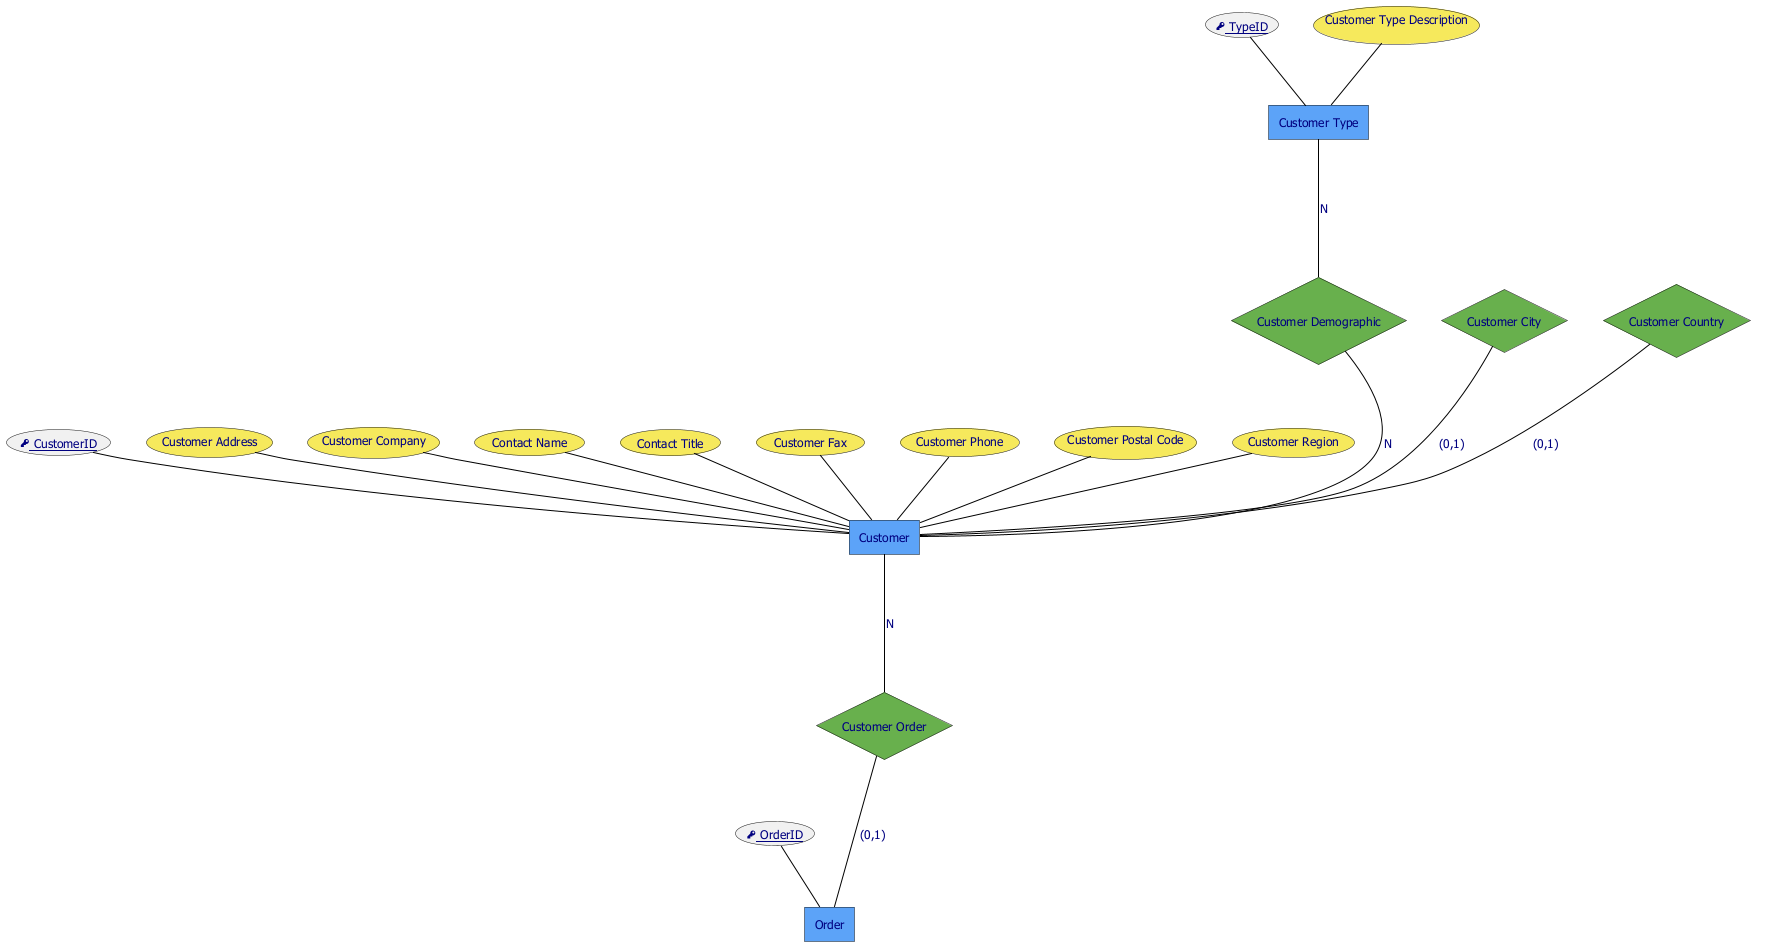 TypeID
Customer Type Description
Customer Type
N
Customer Demographic
Customer City
Customer Country
CustomerID
Customer Address
Customer Company
Contact Name
Contact Title
Customer Fax
Customer Phone
Customer Postal Code
Customer Region
N
(0,1)
(0,1)
Customer
N
Customer Order
OrderID
(0,1)
Order